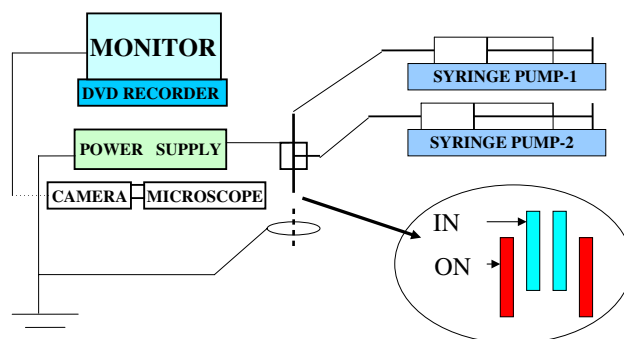 MONITOR
DVD RECORDER
SYRINGE PUMP-1
POWER SUPPLY
SYRINGE PUMP-2
CAMERA
MICROSCOPE
IN
ON